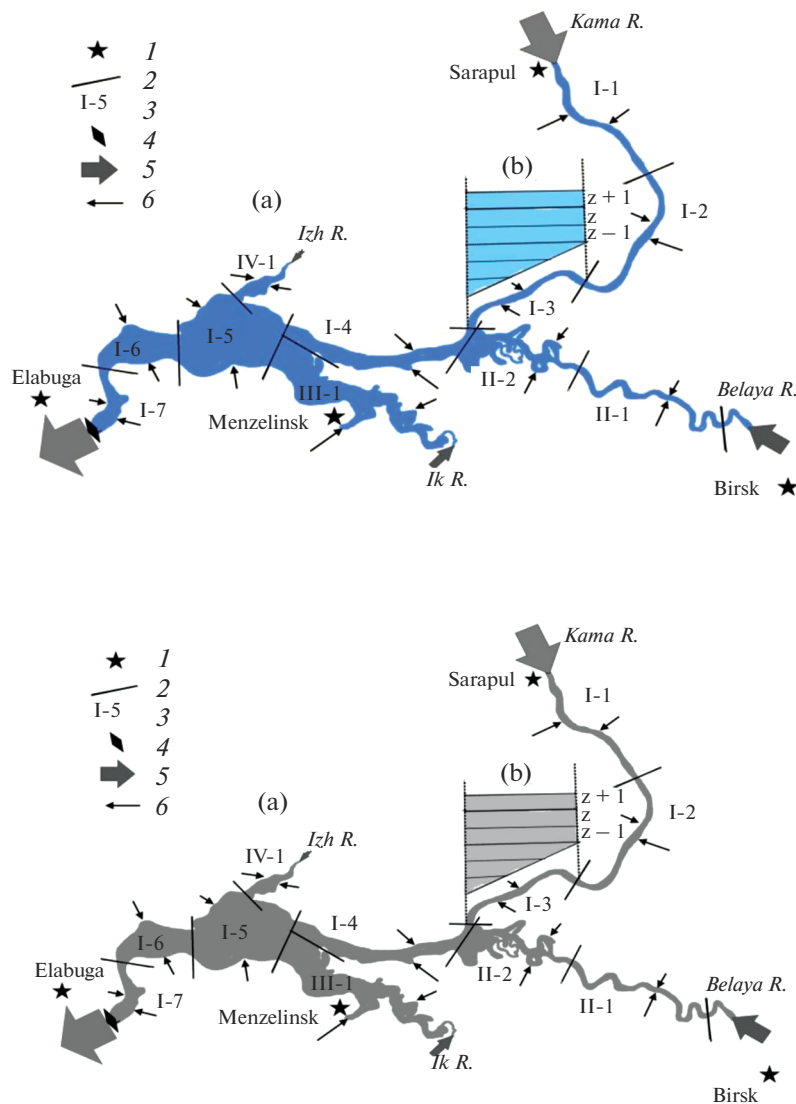 Kama R.
1
Sarapul
2
I-1
I-5
3
4
(b)
5
z + 1
I-2
(a)
z
6
z − 1
Izh R.
IV-1
I-3
I-4
I-5
I-6
Elabuga
II-2
Belaya R.
III-1
I-7
II-1
Menzelinsk
Ik R.
Birsk
Kama R.
1
Sarapul
2
I-1
I-5
3
4
(b)
5
z + 1
(a)
z
I-2
6
z − 1
Izh R.
IV-1
I-3
I-4
I-5
I-6
Elabuga
II-2
Belaya R.
III-1
I-7
II-1
Menzelinsk
Ik R.
Birsk